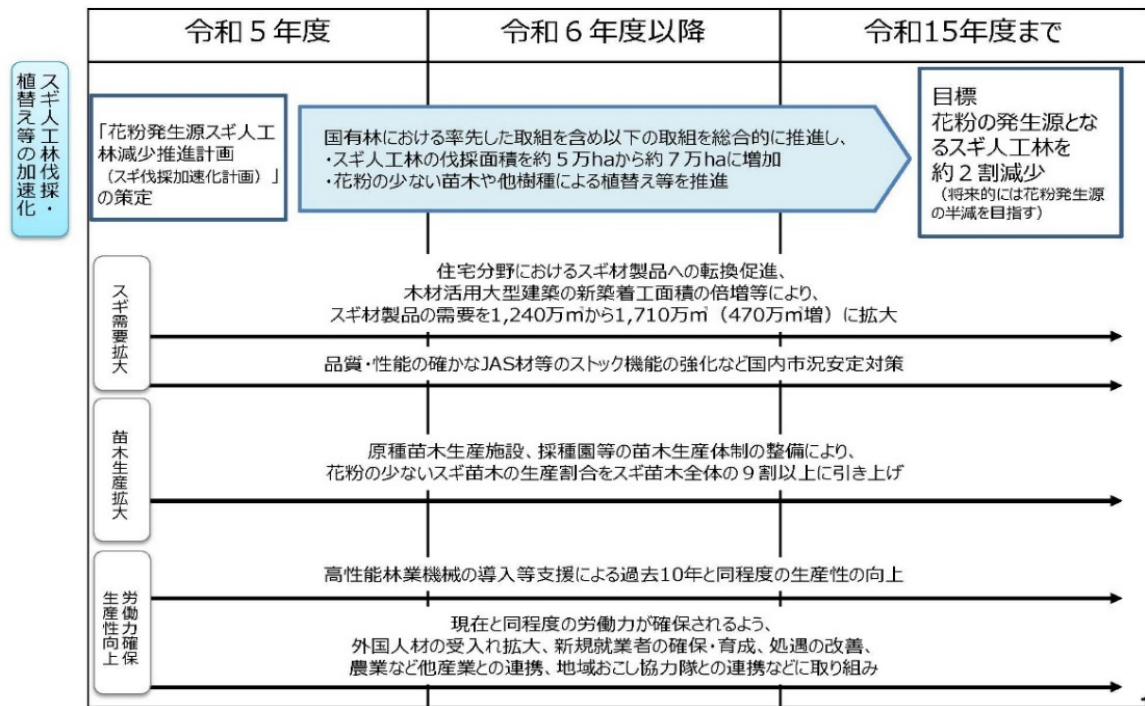 令和５年度
令和６年度以降
令和15年度まで
スギ人工林伐採・
植替え等の加速化
「花粉発生源スギ人工
林減少推進計画
（スギ伐採加速化計画）」
の策定
国有林における率先した取組を含め以下の取組を総合的に推進し、
・スギ人工林の伐採面積を約５万haから約７万haに増加
・花粉の少ない苗木や他樹種による植替え等を推進
目標
花粉の発生源とな
るスギ人工林を
約２割減少
（将来的には花粉発生源
の半減を目指す）
スギ需要拡大
住宅分野におけるスギ材製品への転換促進、
木材活用大型建築の新築着工面積の倍増等により、
スギ材製品の需要を1,240万㎥から1,710万㎥（470万㎥増）に拡大
品質・性能の確かなJAS材等のストック機能の強化など国内市況安定対策
苗木生産拡大
原種苗木生産施設、採種園等の苗木生産体制の整備により、
花粉の少ないスギ苗木の生産割合をスギ苗木全体の９割以上に引き上げ
労働力確保
生産性向上
高性能林業機械の導入等支援による過去10年と同程度の生産性の向上
現在と同程度の労働力が確保されるよう、
外国人材の受入れ拡大、新規就業者の確保・育成、処遇の改善、
農業など他産業との連携、地域おこし協力隊との連携などに取り組み